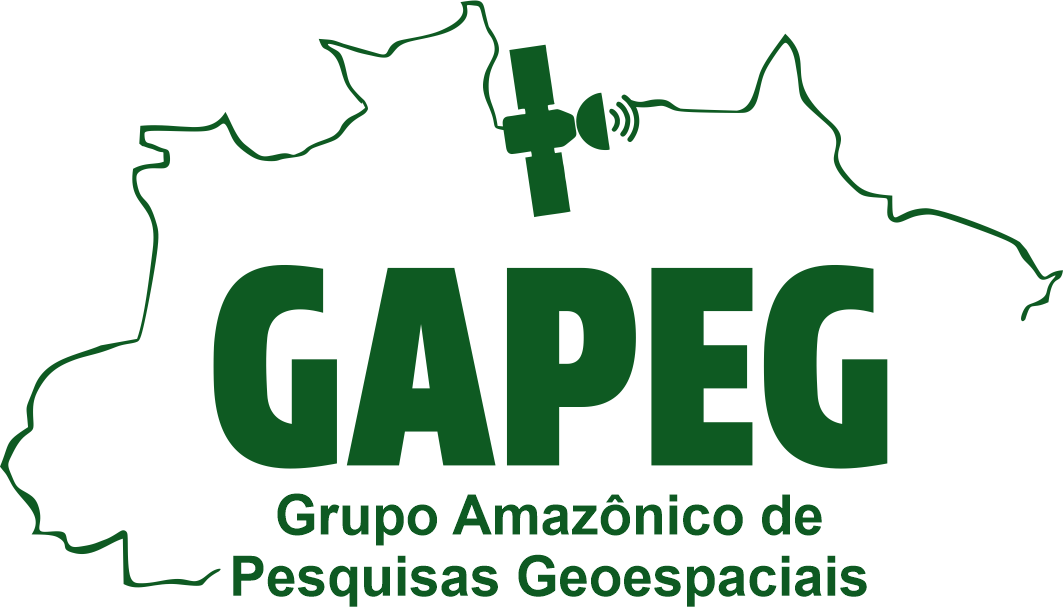 GAPEG
Grupo Amazônico de
Pesquisas Geoespaciais